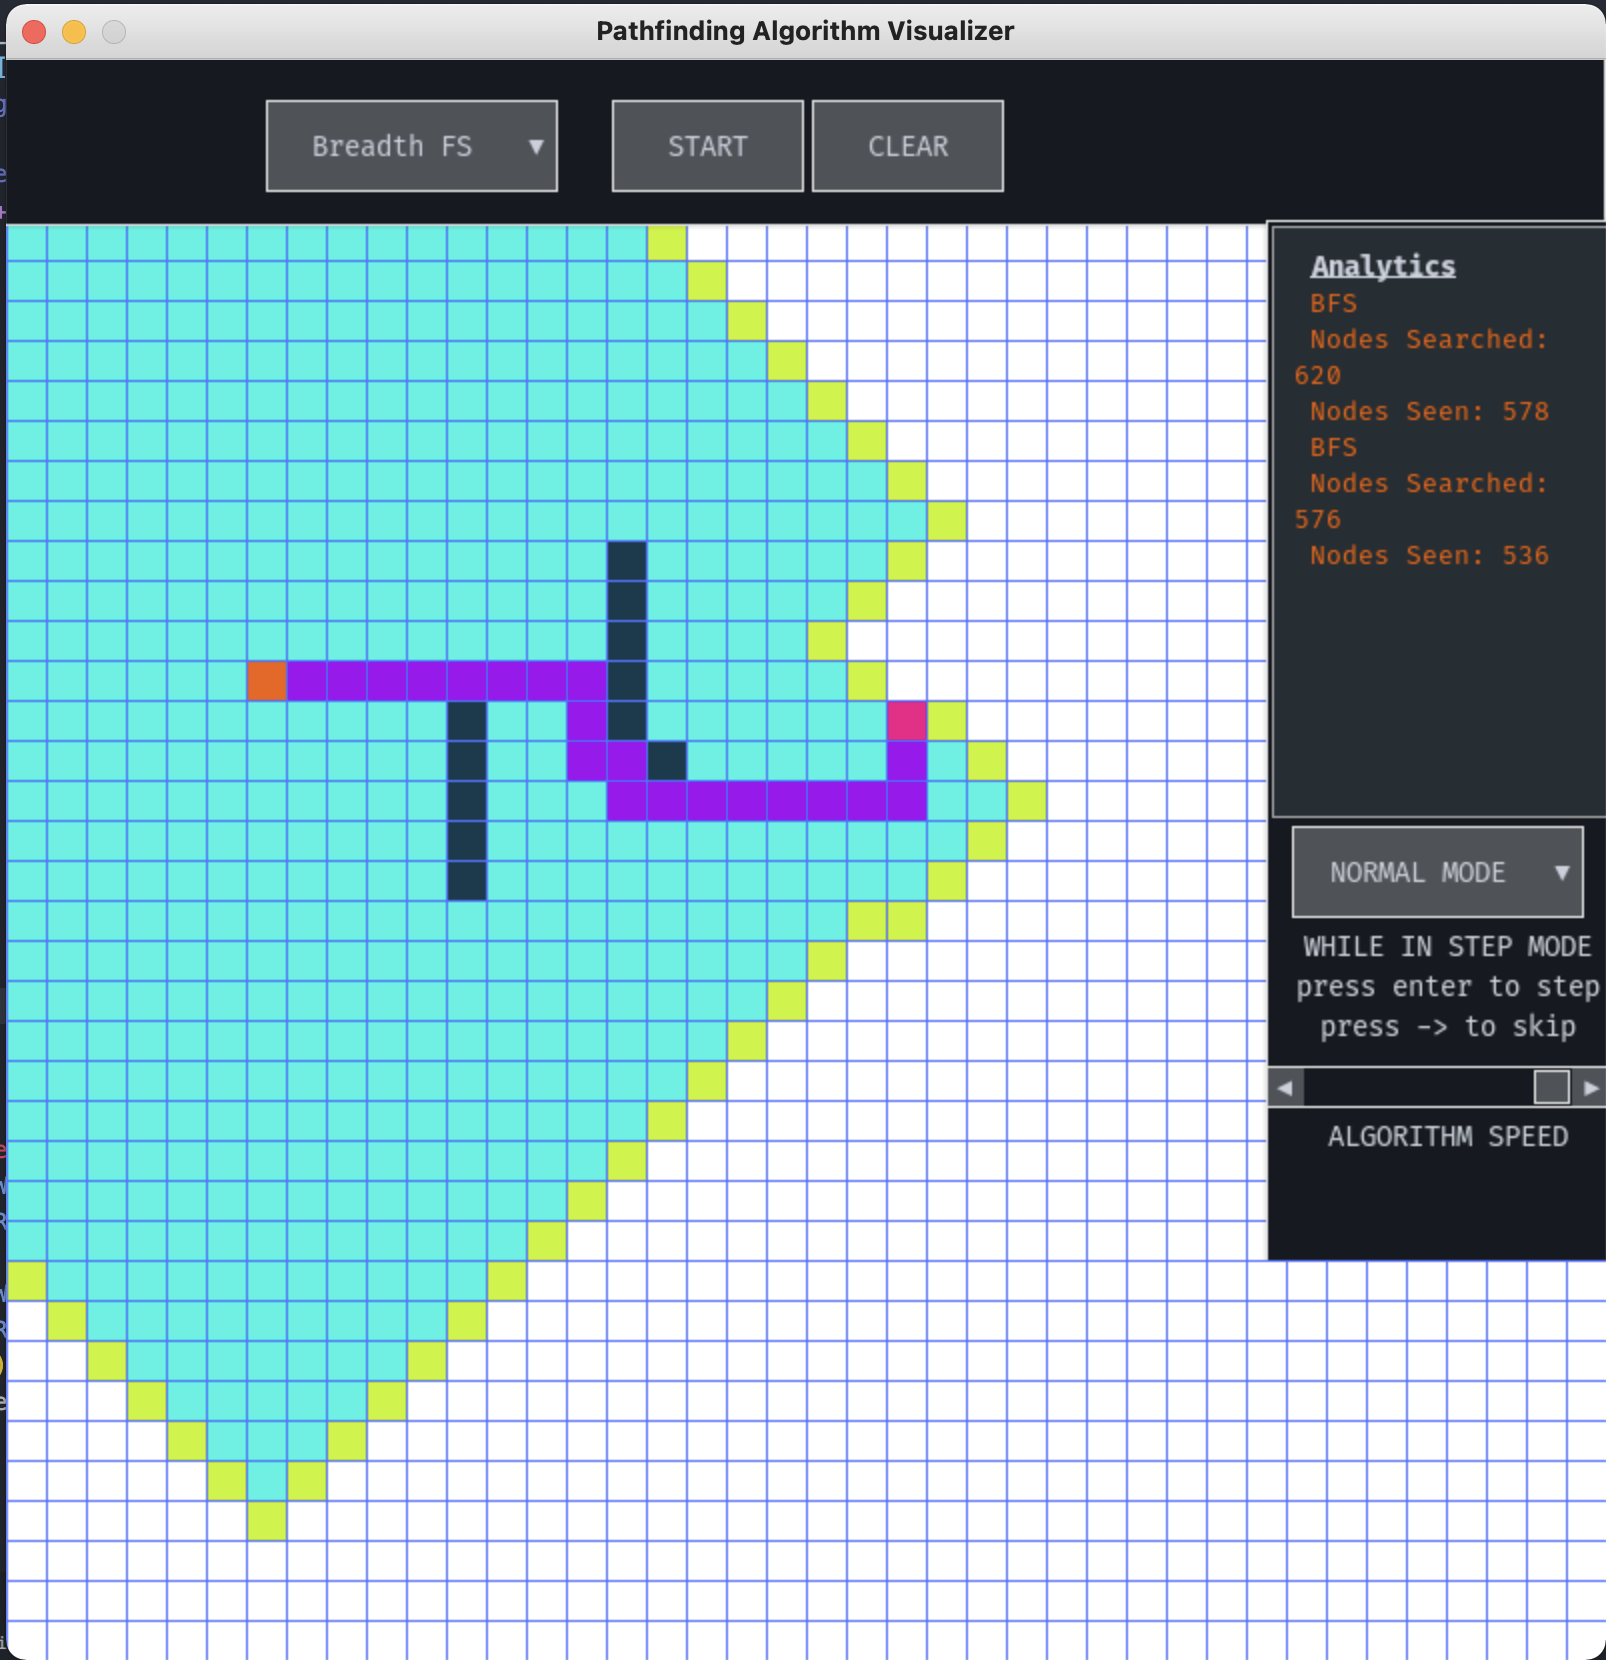 Pathfinding Algorithm Visualizer
Breadth FS ▼
START
CLEAR
Analytics
BFS
Nodes Searched:
620
Nodes Seen: 578
BFS
Nodes Searched:
576
Nodes Seen: 536
NORMAL MODE ▼
WHILE IN STEP MODE
press enter to step
press -> to skip
◀ ▶
ALGORITHM SPEED